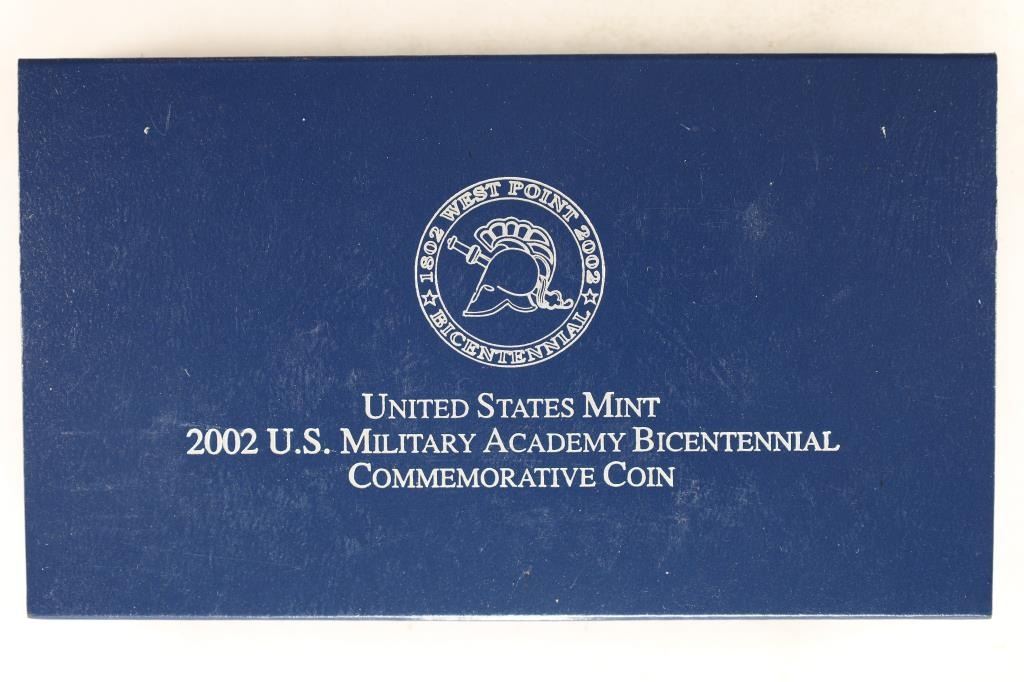 1802 WEST POINT 2002
BICENTENNIAL
UNITED STATES MINT
2002 U.S. MILITARY ACADEMY BICENTENNIAL
COMMEMORATIVE COIN